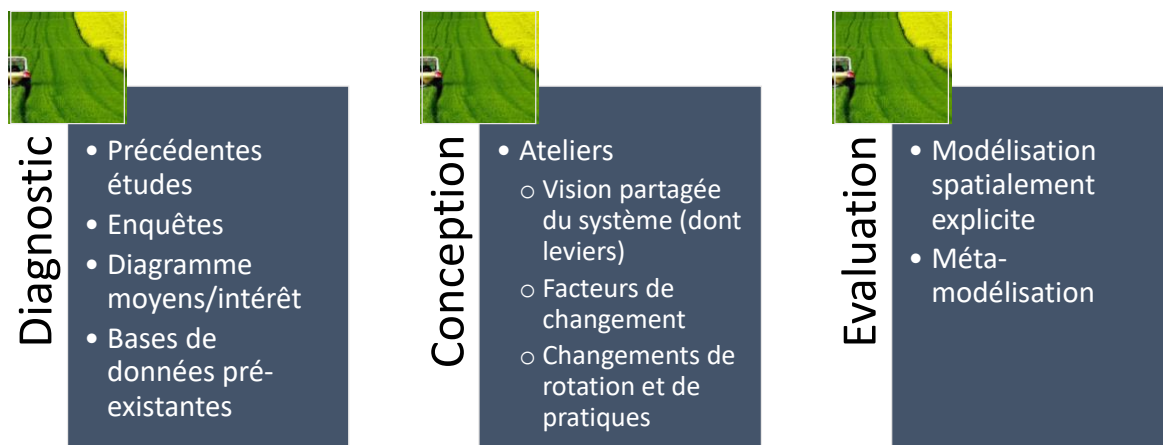 Diagnostic
• Précédentes
études
• Enquêtes
• Diagramme
moyens/intérêt
• Bases de
données pré-
existantes
Conception
• Ateliers
o Vision partagée
du système (dont
leviers)
o Facteurs de
changement
o Changements de
rotation et de
pratiques
Evaluation
• Modélisation
spatialement
explicite
• Méta-
modélisation